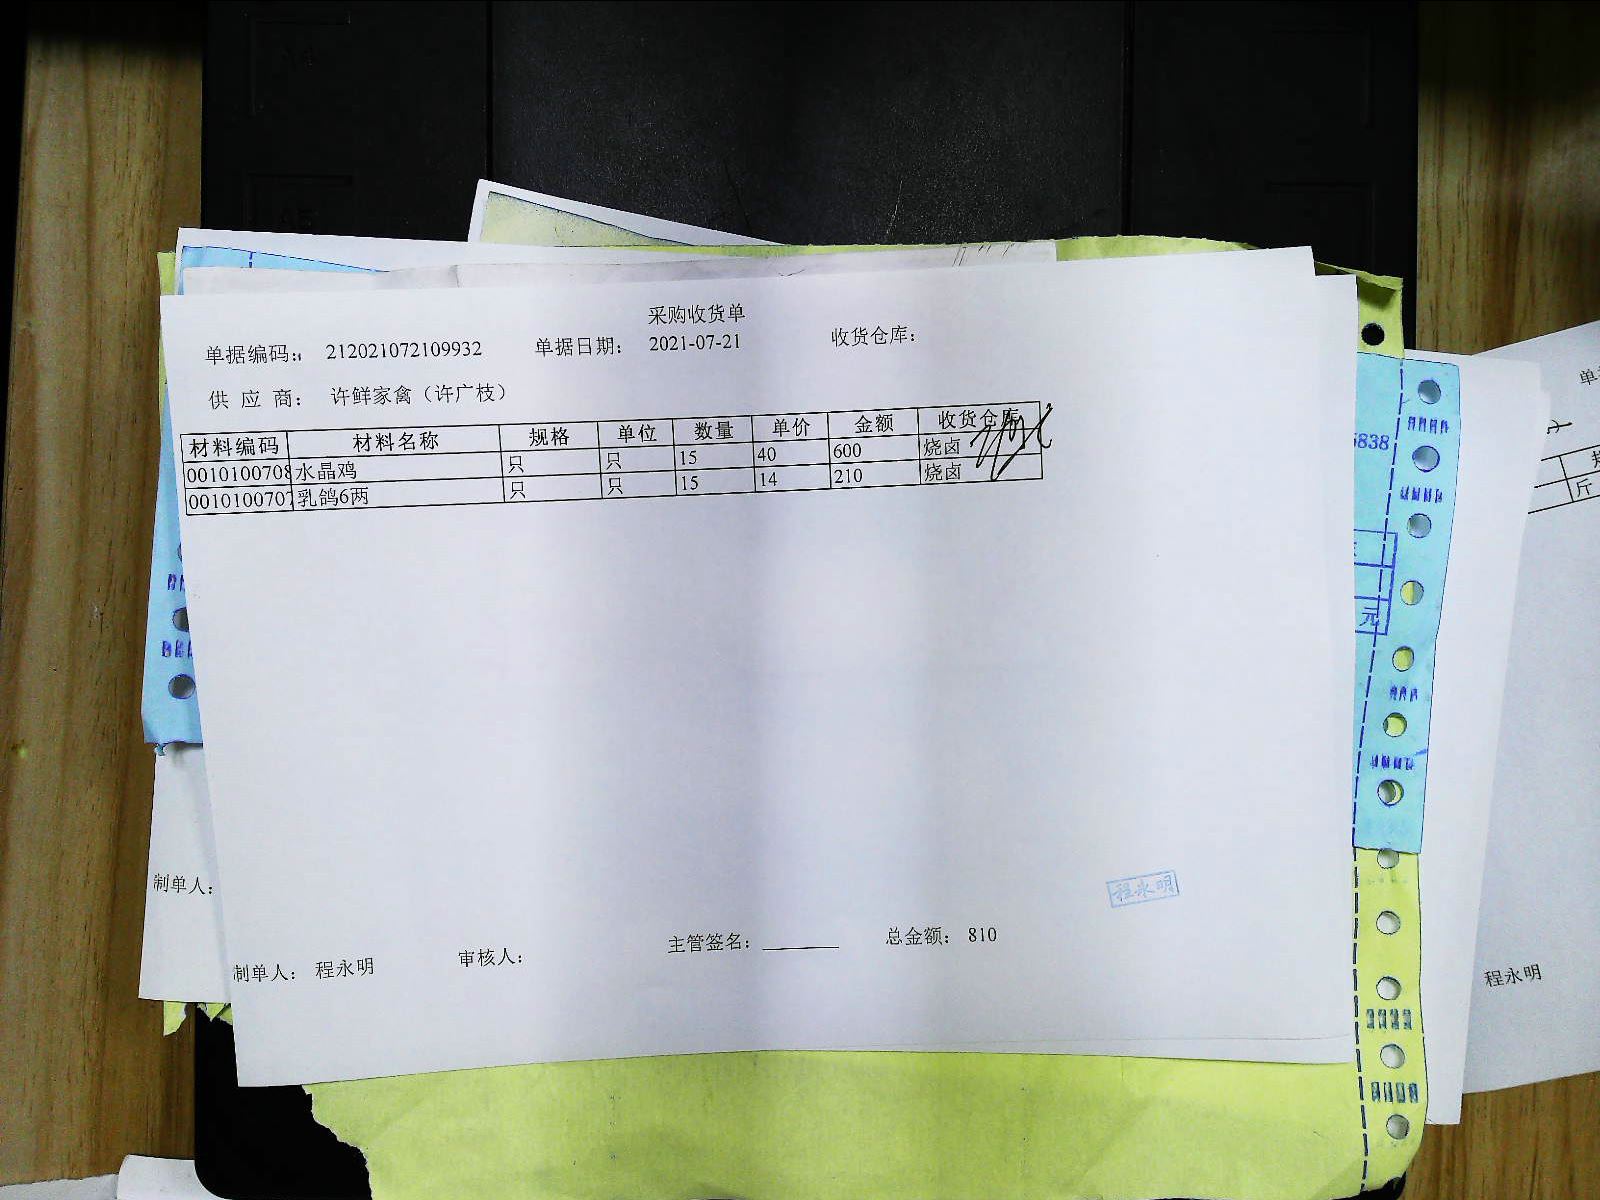 采购收货单
单据编码: 212021072109932 单据日期: 2021-07-21 收货仓库:
供 应 商: 许鲜家禽（许广枝）
材料编码 材料名称 规格 单位 数量 单价 金额 收货仓库
0010100708 水晶鸡 只 只 15 40 600 烧卤
001010070 乳鸽6两 只 只 15 14 210 烧卤
程永明
制单人: 程永明 审核人: 主管签名: 总金额: 810
制单人:
5838
元
斤
程永明